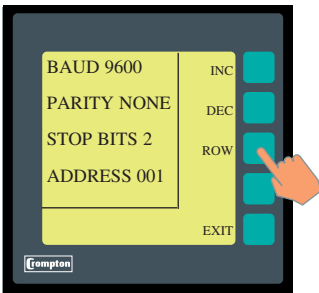 BAUD 9600
PARITY NONE
STOP BITS 2
ADDRESS 001
INC
DEC
ROW
EXIT
Crompton